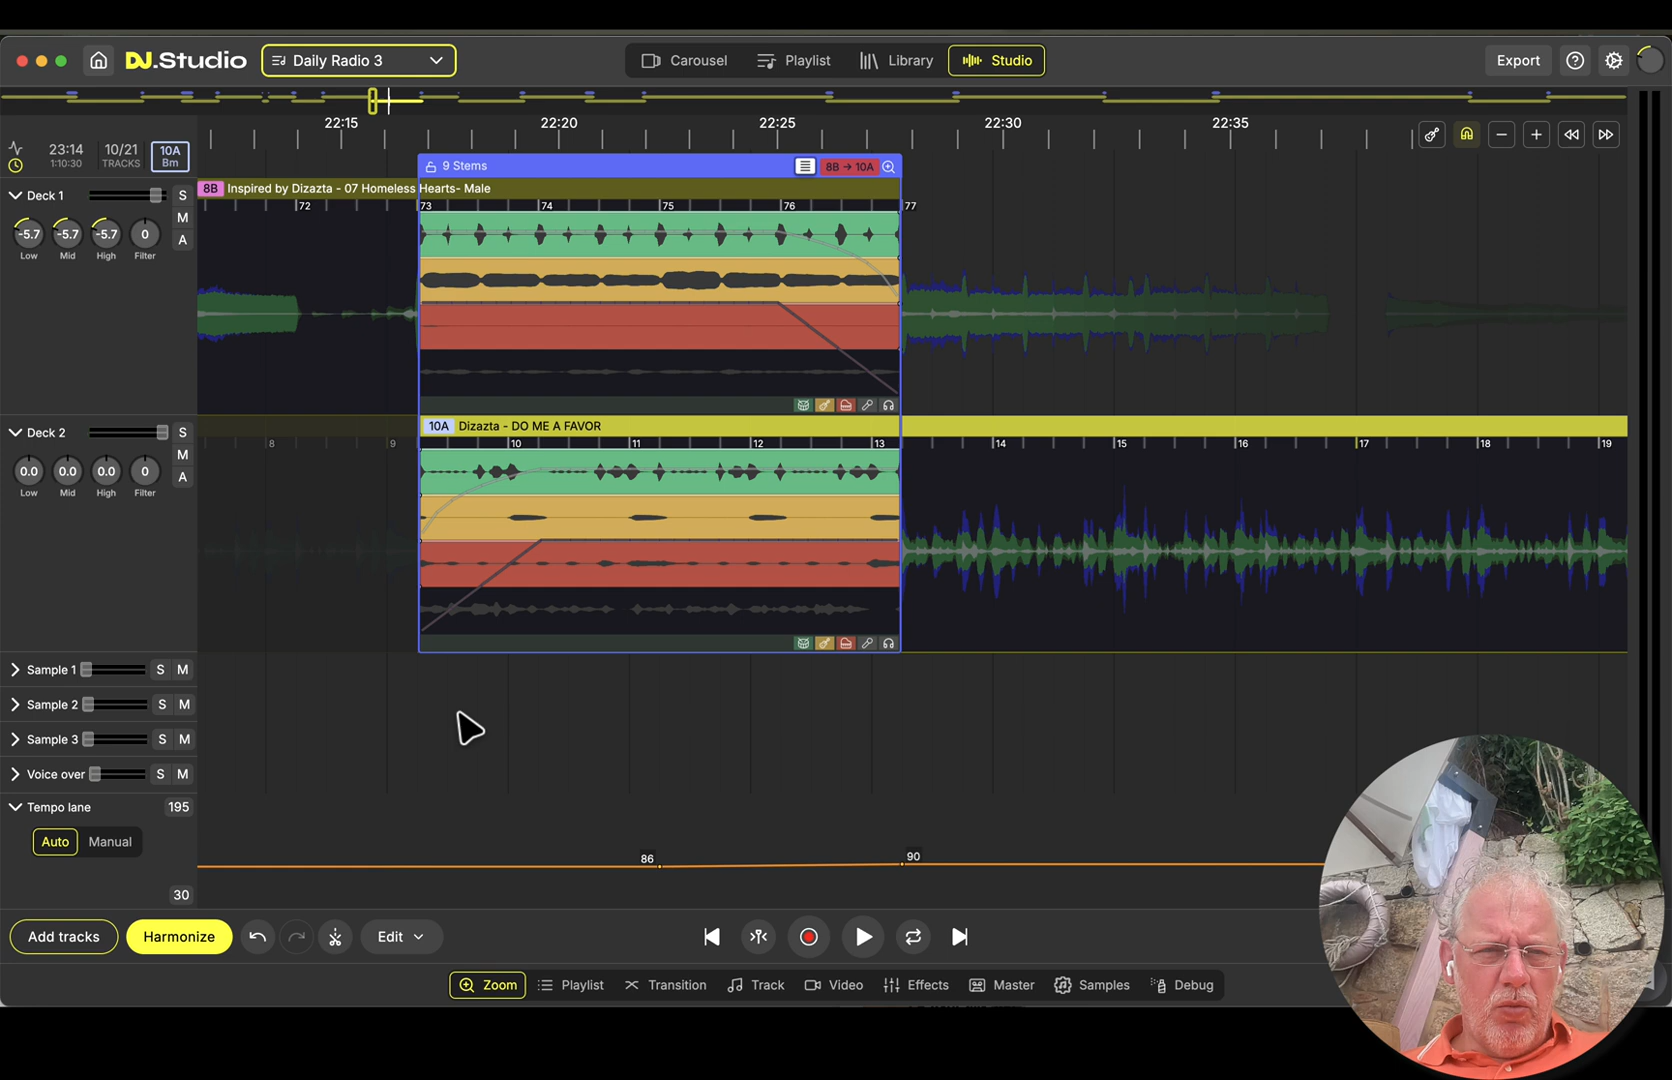 DJ.Studio
Daily Radio 3
Carousel
Playlist
Library
Studio
Export
22:15
22:20
22:25
22:30
22:35
23:14
1:10:30
10/21
TRACKS
10A
Bm
9 Stems
8B → 10A
Deck 1
S
M
A
-5.7
-5.7
-5.7
0
Low
Mid
High
Filter
8B
Inspired by Dizazta - 07 Homeless Hearts- Male
72
73
74
75
76
77
Deck 2
S
M
A
0.0
0.0
0.0
0
Low
Mid
High
Filter
10A
Dizazta - DO ME A FAVOR
8
9
10
11
12
13
14
15
16
17
18
19
Sample 1
S
M
Sample 2
S
M
Sample 3
S
M
Voice over
S
M
Tempo lane
195
Auto
Manual
86
90
30
Add tracks
Harmonize
Edit
Zoom
Playlist
Transition
Track
Video
Effects
Master
Samples
Debug